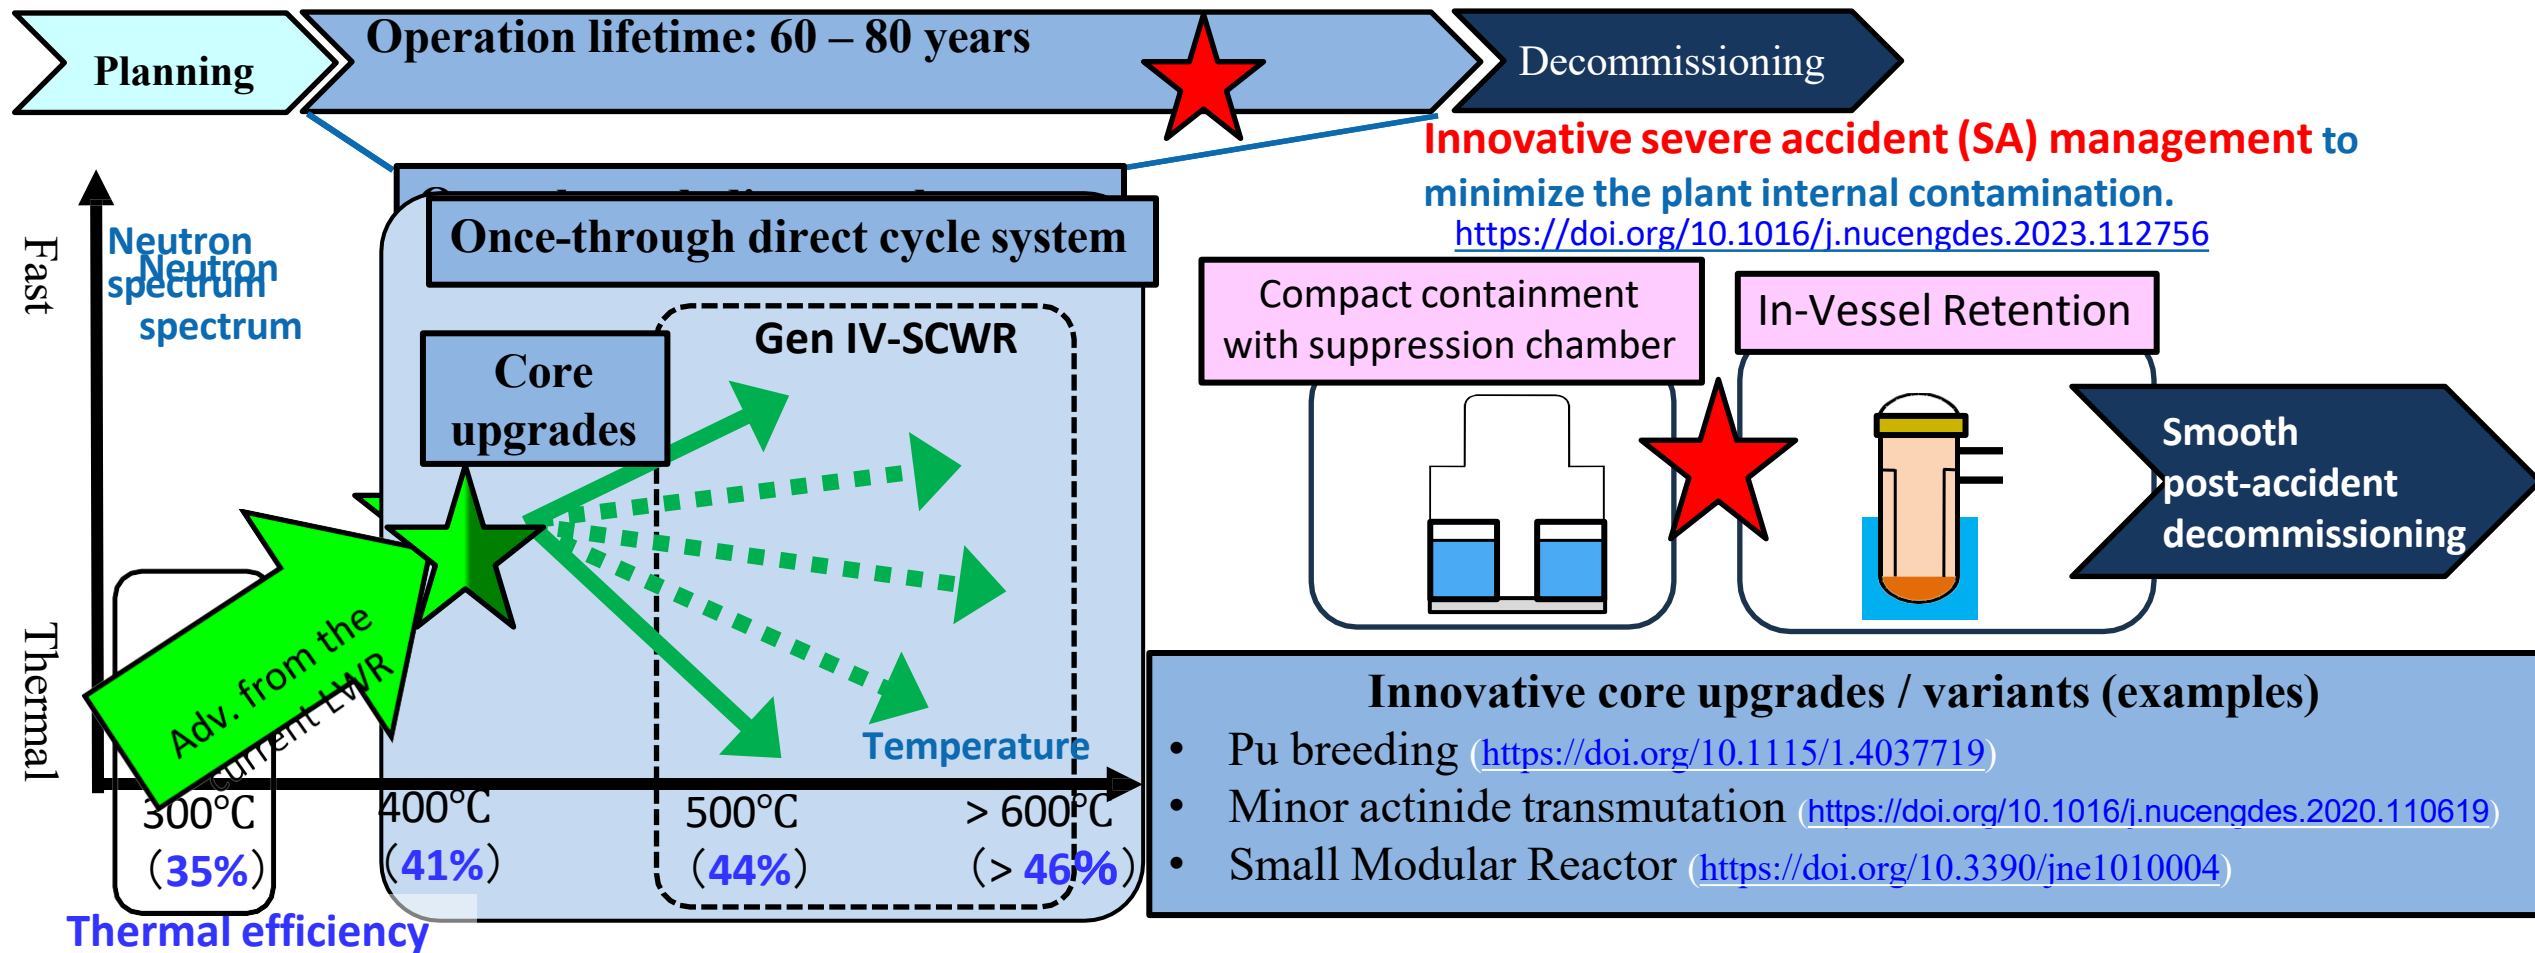 Planning
Operation lifetime: 60 – 80 years
Decommissioning
Innovative severe accident (SA) management to
minimize the plant internal contamination.
https://doi.org/10.1016/j.nucengdes.2023.112756
Fast
Thermal
Neutron
spectrum
Neutron
spectrum
Once-through direct cycle system
Gen IV-SCWR
Core
upgrades
Adv. from the
current LWR
Temperature
300℃
400℃
500℃
> 600℃
(35%)
(41%)
(44%)
(> 46%)
Thermal efficiency
Compact containment
with suppression chamber
In-Vessel Retention
Smooth
post-accident
decommissioning
Innovative core upgrades / variants (examples)
• Pu breeding (https://doi.org/10.1115/1.4037719)
• Minor actinide transmutation (https://doi.org/10.1016/j.nucengdes.2020.110619)
• Small Modular Reactor (https://doi.org/10.3390/jne1010004)